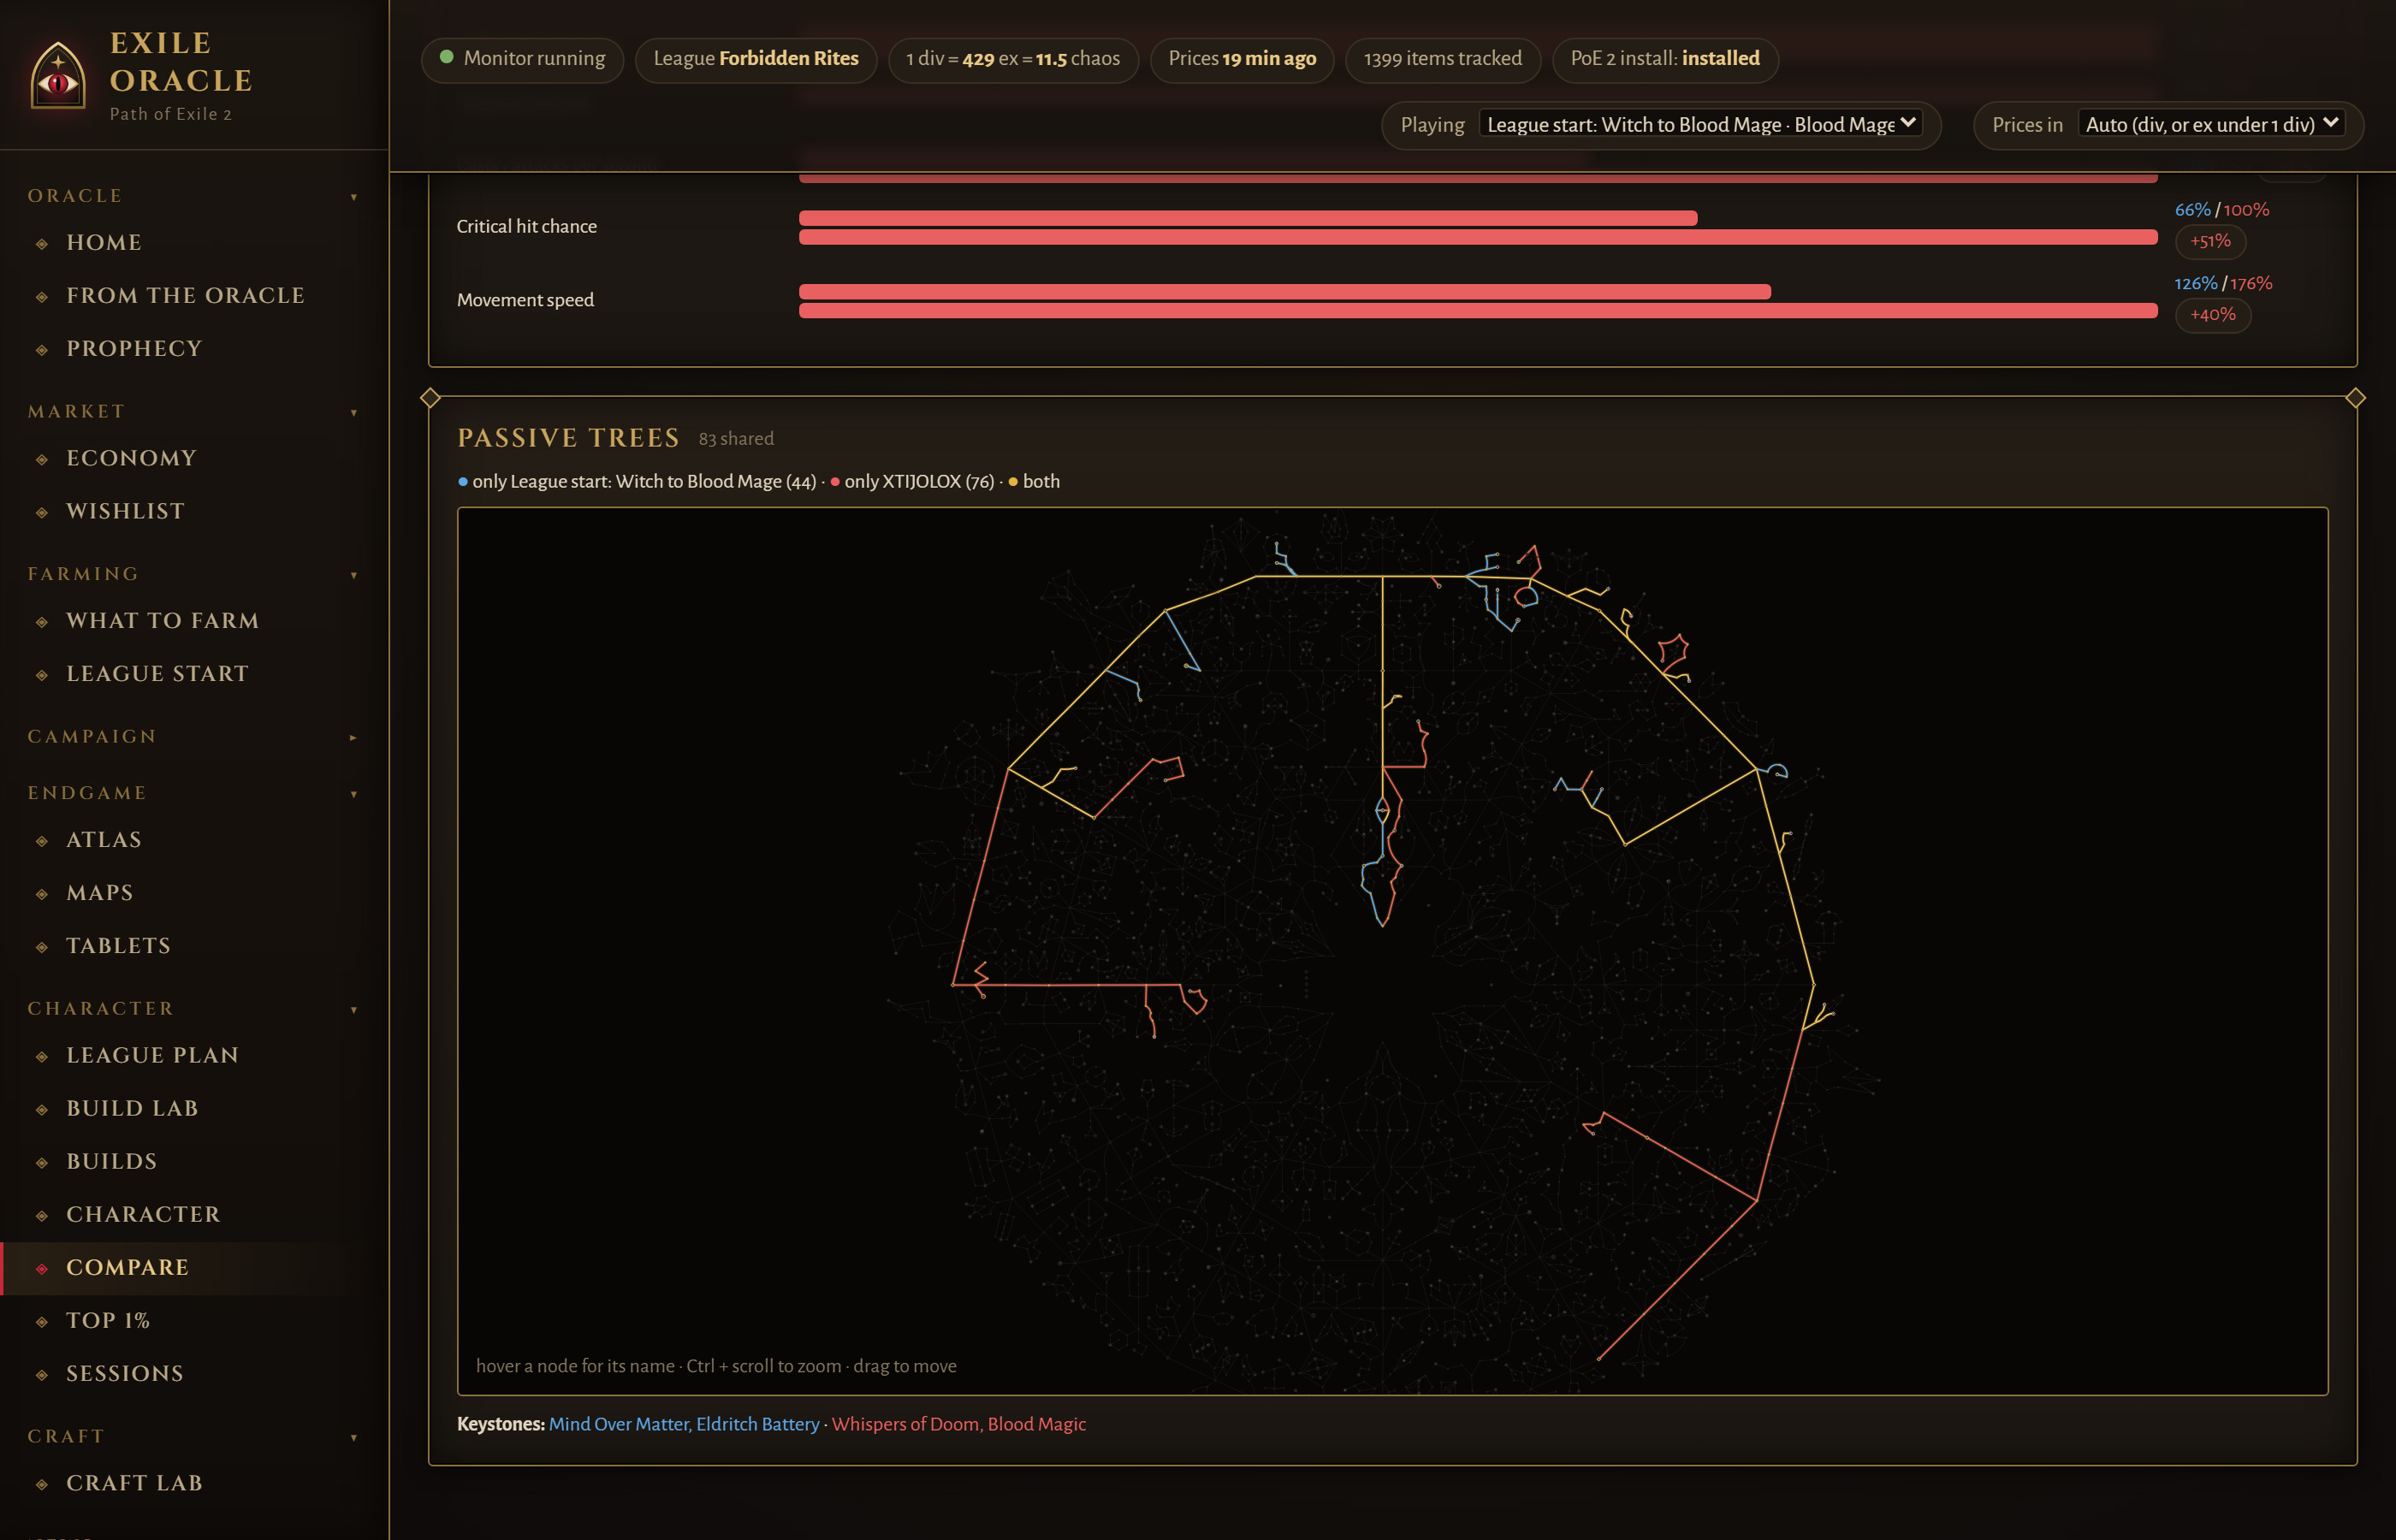 EXILE
ORACLE
Path of Exile 2
ORACLE
HOME
FROM THE ORACLE
PROPHECY
MARKET
ECONOMY
WISHLIST
FARMING
WHAT TO FARM
LEAGUE START
CAMPAIGN
ENDGAME
ATLAS
MAPS
TABLETS
CHARACTER
LEAGUE PLAN
BUILD LAB
BUILDS
CHARACTER
COMPARE
TOP 1%
SESSIONS
CRAFT
CRAFT LAB
Monitor running
League Forbidden Rites
1 div = 429 ex = 11.5 chaos
Prices 19 min ago
1399 items tracked
PoE 2 install: installed
Playing League start: Witch to Blood Mage · Blood Mage
Prices in Auto (div, or ex under 1 div)
Critical hit chance
66% / 100%
+51%
Movement speed
126% / 176%
+40%
PASSIVE TREES 83 shared
only League start: Witch to Blood Mage (44) · only XTIJOLOX (76) · both
hover a node for its name · Ctrl + scroll to zoom · drag to move
Keystones: Mind Over Matter, Eldritch Battery · Whispers of Doom, Blood Magic